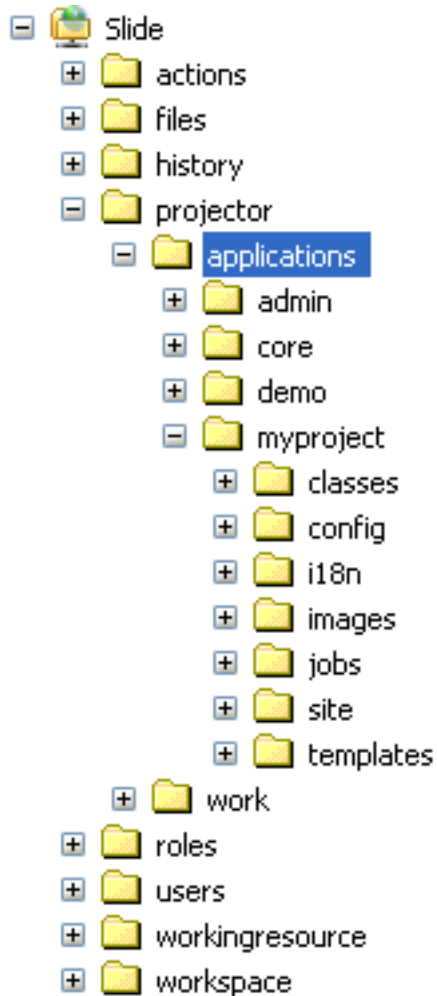 Slide
actions
files
history
projector
applications
admin
core
demo
myproject
classes
config
i18n
images
jobs
site
templates
work
roles
users
workingresource
workspace